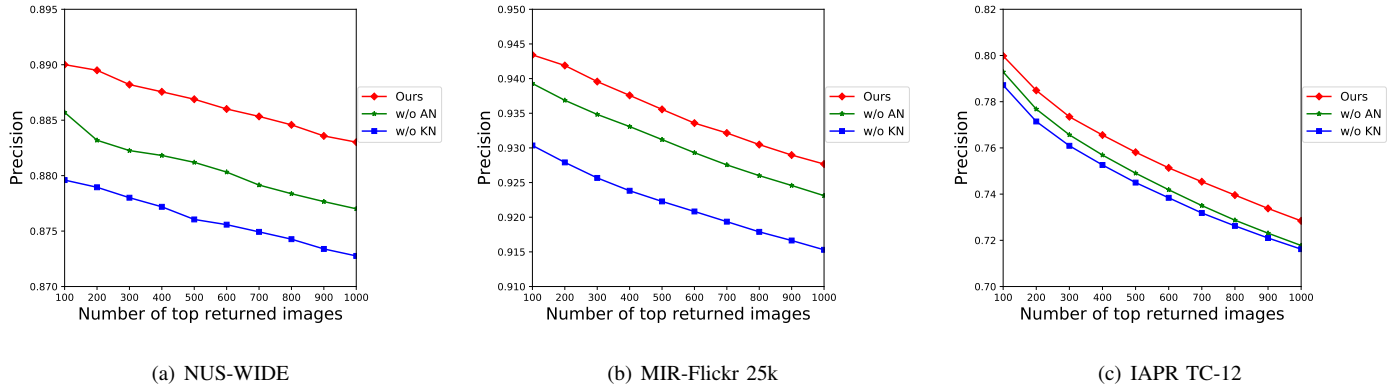 0.895
0.890
0.885
0.880
0.875
0.870
Precision
100 200 300 400 500 600 700 800 900 1000
Number of top returned images
Ours
w/o AN
w/o KN
(a) NUS-WIDE
0.950
0.945
0.940
0.935
0.930
0.925
0.920
0.915
0.910
Precision
100 200 300 400 500 600 700 800 900 1000
Number of top returned images
Ours
w/o AN
w/o KN
(b) MIR-Flickr 25k
0.82
0.80
0.78
0.76
0.74
0.72
0.70
Precision
100 200 300 400 500 600 700 800 900 1000
Number of top returned images
Ours
w/o AN
w/o KN
(c) IAPR TC-12